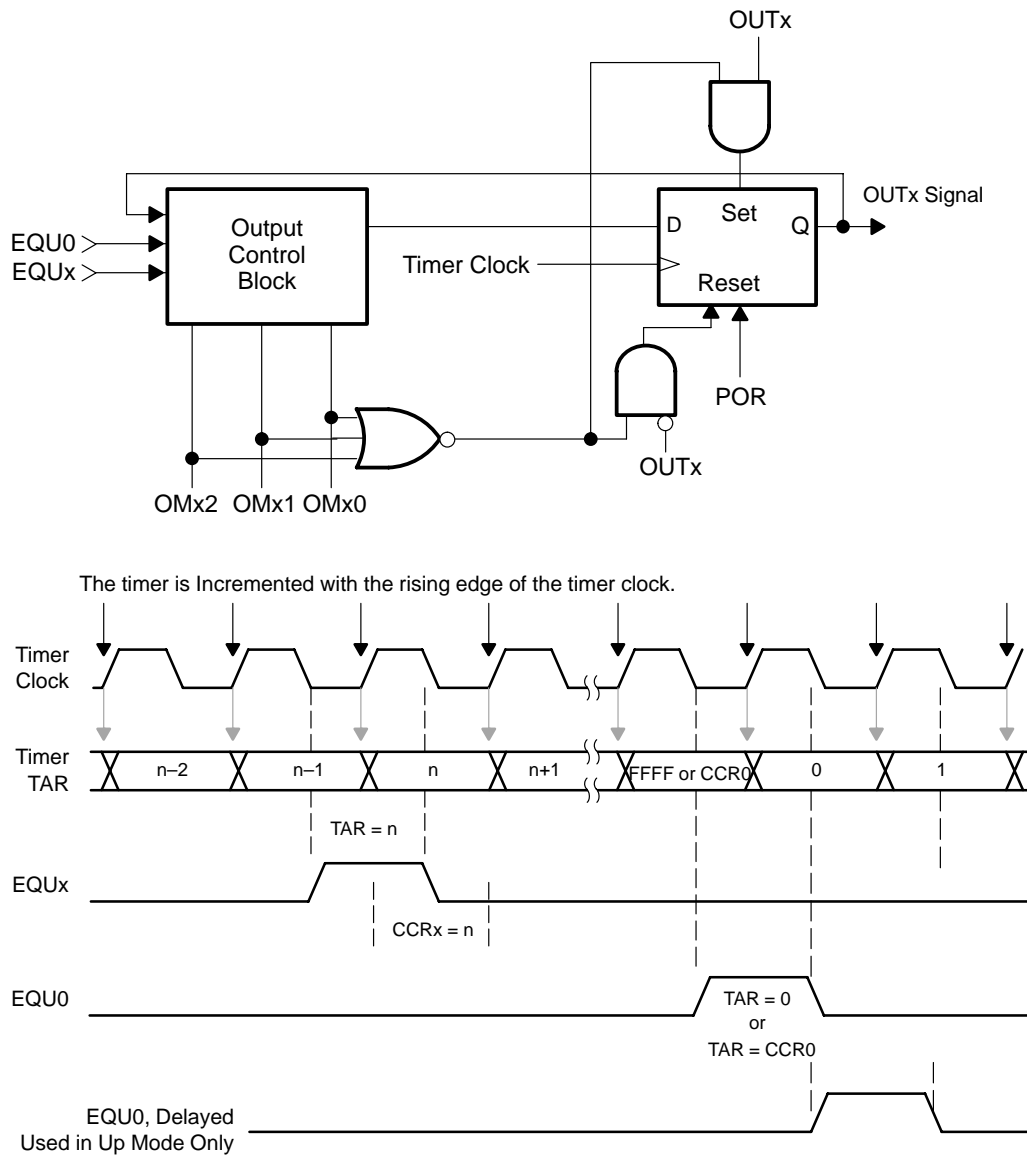 OUTx
OUTx Signal
Output
Control
Block
Set
D
Q
EQU0
EQUx
Timer Clock
Reset
POR
OUTx
OMx2 OMx1 OMx0
The timer is Incremented with the rising edge of the timer clock.
Timer
Clock
Timer
TAR
n–2 n–1 n n+1 FFFF or CCR0 0 1
TAR = n
EQUx
CCRx = n
EQU0
TAR = 0
or
TAR = CCR0
EQU0, Delayed
Used in Up Mode Only